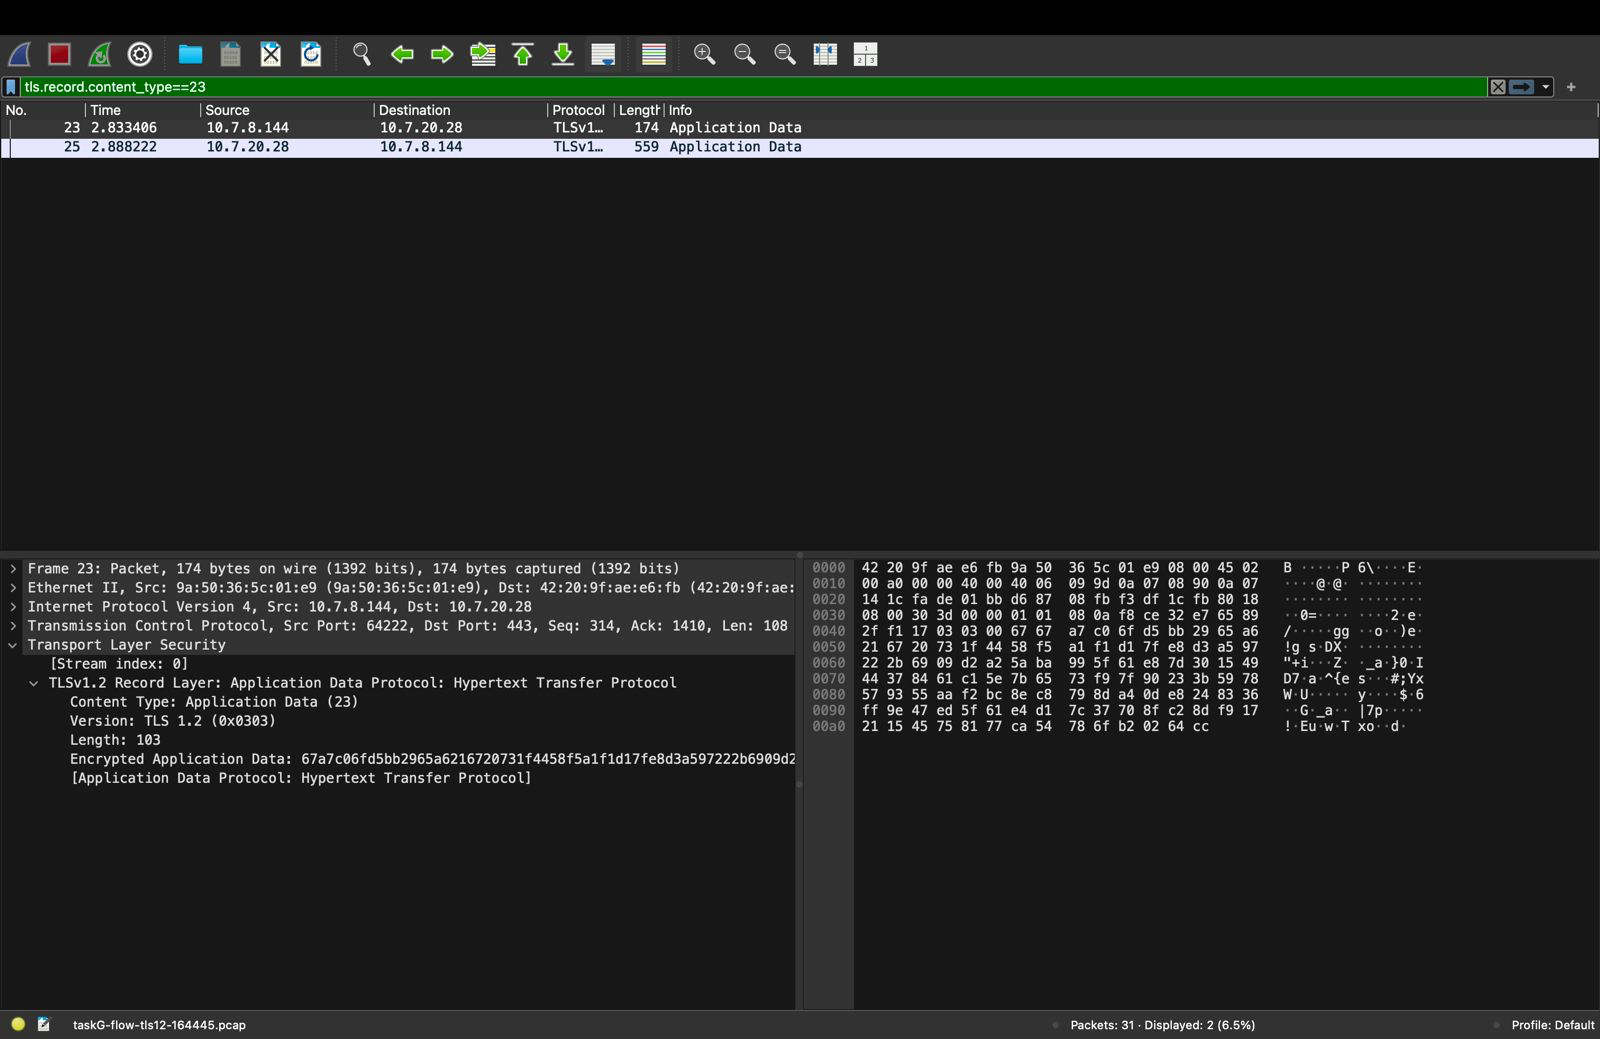 tls.record.content_type==23
No. Time Source Destination Protocol Length Info
23 2.833406 10.7.8.144 10.7.20.28 TLSv1… 174 Application Data
25 2.888222 10.7.20.28 10.7.8.144 TLSv1… 559 Application Data
Frame 23: Packet, 174 bytes on wire (1392 bits), 174 bytes captured (1392 bits)
Ethernet II, Src: 9a:50:36:5c:01:e9 (9a:50:36:5c:01:e9), Dst: 42:20:9f:ae:e6:fb (42:20:9f:ae:
Internet Protocol Version 4, Src: 10.7.8.144, Dst: 10.7.20.28
Transmission Control Protocol, Src Port: 64222, Dst Port: 443, Seq: 314, Ack: 1410, Len: 108
Transport Layer Security
[Stream index: 0]
TLSv1.2 Record Layer: Application Data Protocol: Hypertext Transfer Protocol
Content Type: Application Data (23)
Version: TLS 1.2 (0x0303)
Length: 103
Encrypted Application Data: 67a7c06fd5bb2965a6216720731f4458f5a1f1d17fe8d3a597222b6909d2
[Application Data Protocol: Hypertext Transfer Protocol]
0000 42 20 9f ae e6 fb 9a 50 36 5c 01 e9 08 00 45 02 B ·····P 6\····E·
0010 00 a0 00 00 40 00 40 06 09 9d 0a 07 08 90 0a 07 ····@·@· ········
0020 14 1c fa de 01 bb d6 87 08 fb f3 df 1c fb 80 18 ········ ········
0030 08 00 30 3d 00 00 01 01 08 0a f8 ce 32 e7 65 89 ··0=···· ····2·e·
0040 2f f1 17 03 03 00 67 67 a7 c0 6f d5 bb 29 65 a6 /·····gg ··o··)e·
0050 21 67 20 73 1f 44 58 f5 a1 f1 d1 7f e8 d3 a5 97 !g s·DX· ········
0060 22 2b 69 09 d2 a2 5a ba 99 5f 61 e8 7d 30 15 49 "+i···Z· ·_a·}0·I
0070 44 37 84 61 c1 5e 7b 65 73 f9 7f 90 23 3b 59 78 D7·a·^{e s···#;Yx
0080 57 93 55 aa f2 bc 8e c8 79 8d a4 0d e8 24 83 36 W·U····· y····$·6
0090 ff 9e 47 ed 5f 61 e4 d1 7c 37 70 8f c2 8d f9 17 ··G·_a·· |7p·····
00a0 21 15 45 75 81 77 ca 54 78 6f b2 02 64 cc !·Eu·w·T xo··d·
taskG-flow-tls12-164445.pcap
Packets: 31 · Displayed: 2 (6.5%)
Profile: Default